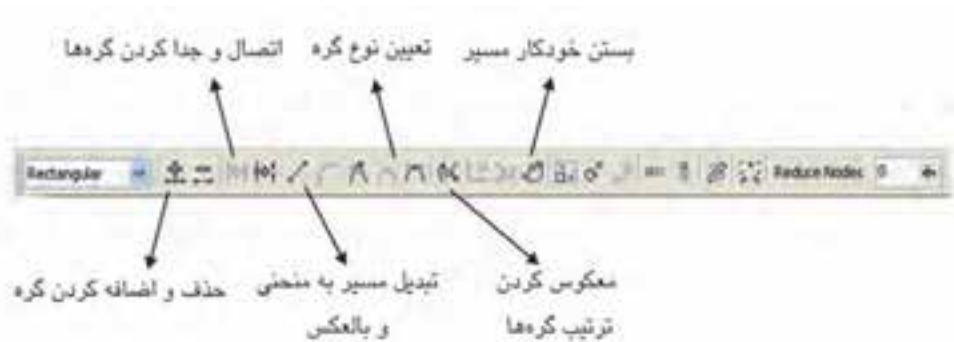 بستن خودکار مسیر
تعیین نوع گره
اتصال و جدا کردن گره‌ها
Rectangular
Reduce Nodes 0
حذف و اضافه کردن گره
تبدیل مسیر به منحنی
و بالعکس
معکوس کردن
ترتیب گره‌ها